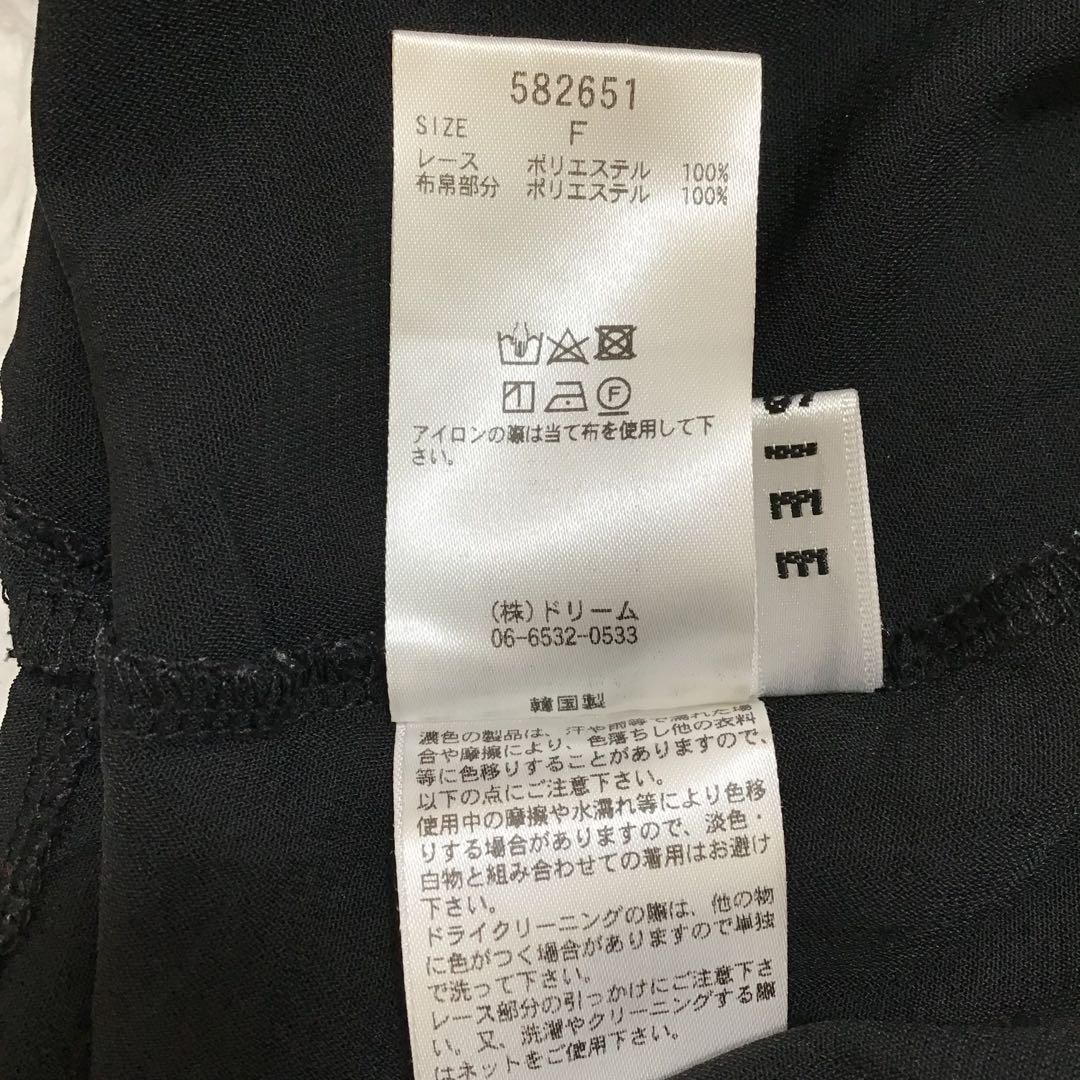 582651
SIZE F
レース ポリエステル 100%
布帛部分 ポリエステル 100%
F
アイロンの際は当て布を使用して下
さい。
(株)ドリーム
06-6532-0533
韓国製
濃色の製品は、汗や雨等で濡れた場
合や摩擦により、色落ちし他の衣料
等に色移りすることがありますので、
以下の点にご注意下さい。
使用中の摩擦や水濡れ等により色移
りする場合がありますので、淡色・
白物と組み合わせての着用はお避け
下さい。
ドライクリーニングの際は、他の物
に色がつく場合がありますので単独
で洗って下さい。
レース部分の引っかけにご注意下さ
い。又、洗濯やクリーニングする際
はネットをご使用下さい。